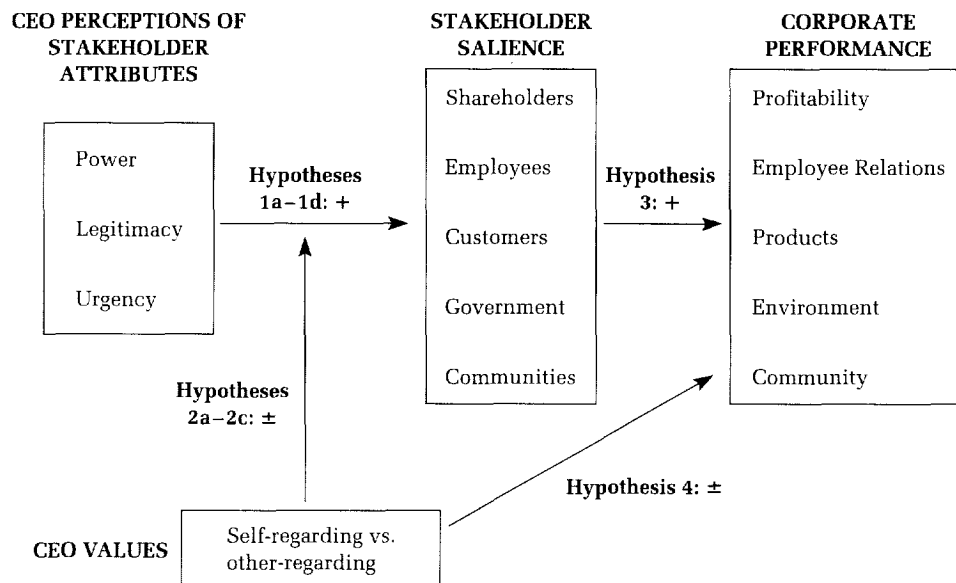 CEO PERCEPTIONS OF
STAKEHOLDER
ATTRIBUTES
Power
Legitimacy
Urgency
Hypotheses
1a–1d: +
STAKEHOLDER
SALIENCE
Shareholders
Employees
Customers
Government
Communities
Hypothesis
3: +
CORPORATE
PERFORMANCE
Profitability
Employee Relations
Products
Environment
Community
Hypotheses
2a–2c: ±
Hypothesis 4: ±
CEO VALUES
Self-regarding vs.
other-regarding